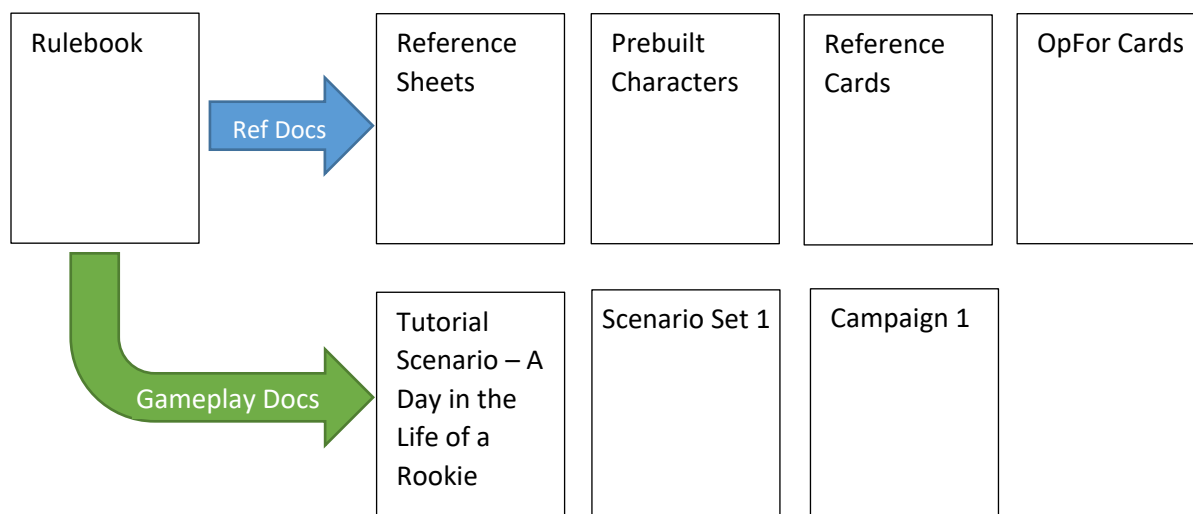 Rulebook
Ref Docs
Reference
Sheets
Prebuilt
Characters
Reference
Cards
OpFor Cards
Gameplay Docs
Tutorial
Scenario – A
Day in the
Life of a
Rookie
Scenario Set 1
Campaign 1